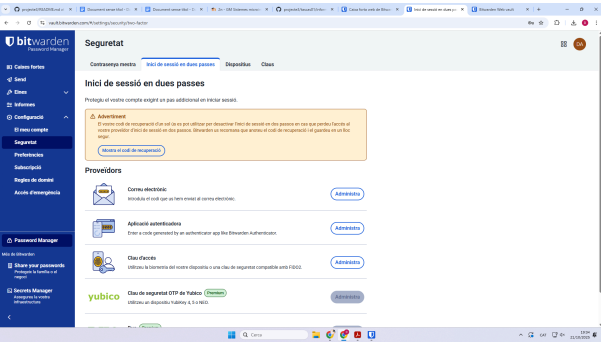 vault.bitwarden.com/#/settings/security/two-factor
bitwarden
Password Manager
Caixes fortes
Send
Eines
Informes
Configuració
El meu compte
Seguretat
Preferències
Subscripció
Regles de domini
Accés d'emergència
Password Manager
Més de Bitwarden
Share your passwords
Protegeix la família o el
negoci
Secrets Manager
Assegureu la vostra
infraestructura
Seguretat
DA
Contrasenya mestra
Inici de sessió en dues passes
Dispositius
Claus
Inici de sessió en dues passes
Protegiu el vostre compte exigint un pas addicional en iniciar sessió.
Advertiment
El vostre codi de recuperació d'un sol ús es pot utilitzar per desactivar l'inici de sessió en dos passos en cas que perdeu l'accés al
vostre proveïdor d'inici de sessió en dos passos. Bitwarden us recomana que anoteu el codi de recuperació i el guardeu en un lloc
segur.
Mostra el codi de recuperació
Proveïdors
Correu electrònic
Introduïu el codi que us hem enviat al correu electrònic.
Administra
Aplicació autenticadora
Enter a code generated by an authenticator app like Bitwarden Authenticator.
Administra
Clau d'accés
Utilitzeu la biometria del vostre dispositiu o una clau de seguretat compatible amb FIDO2.
Administra
yubico
Clau de seguretat OTP de Yubico
Premium
Utilitzeu un dispositiu YubiKey 4, 5 o NEO.
Administra
Cerca
CAT